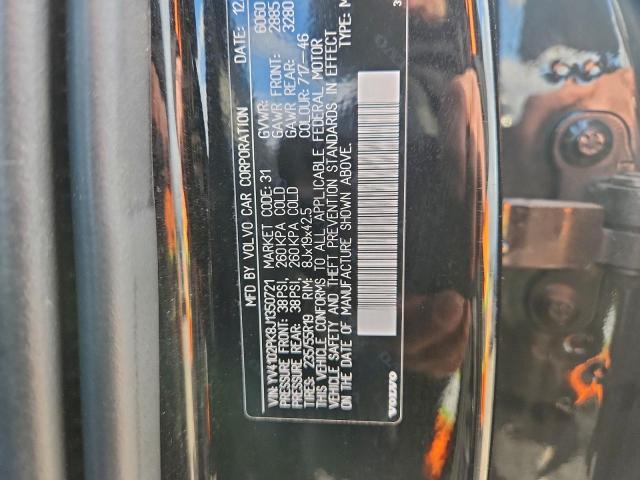 MFD BY VOLVO CAR CORPORATION DATE: 12
VIN: YV4102PK8J1350721 MARKET CODE: 31 GVWR: 6060
PRESSURE FRONT: 38PSI, 260KPA COLD GAWR FRONT: 2885
PRESSURE REAR: 38PSI, 260KPA COLD GAWR REAR: 3280
TIRES: 235/55R19 RIM: 8Jx19x42.5 COLOUR: 717-46
THIS VEHICLE CONFORMS TO ALL APPLICABLE FEDERAL MOTOR
VEHICLE SAFETY AND THEFT PREVENTION STANDARDS IN EFFECT
ON THE DATE OF MANUFACTURE SHOWN ABOVE. TYPE:
VOLVO